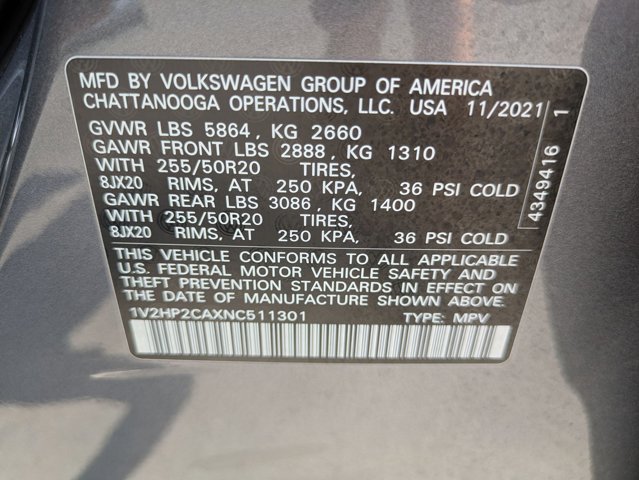 MFD BY VOLKSWAGEN GROUP OF AMERICA
CHATTANOOGA OPERATIONS, LLC. USA 11/2021
GVWR LBS 5864, KG 2660
GAWR FRONT LBS 2888, KG 1310
WITH 255/50R20 TIRES,
8JX20 RIMS, AT 250 KPA, 36 PSI COLD
GAWR REAR LBS 3086, KG 1400
WITH 255/50R20 TIRES,
8JX20 RIMS, AT 250 KPA, 36 PSI COLD
THIS VEHICLE CONFORMS TO ALL APPLICABLE
U.S. FEDERAL MOTOR VEHICLE SAFETY AND
THEFT PREVENTION STANDARDS IN EFFECT ON
THE DATE OF MANUFACTURE SHOWN ABOVE.
1V2HP2CAXNC511301 TYPE: MPV
4349416 1